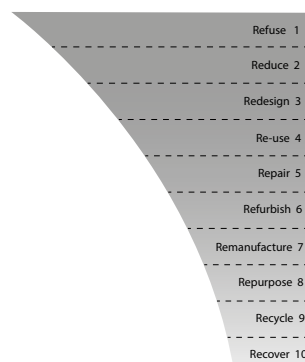 Refuse 1
Reduce 2
Redesign 3
Re-use 4
Repair 5
Refurbish 6
Remanufacture 7
Repurpose 8
Recycle 9
Recover 10